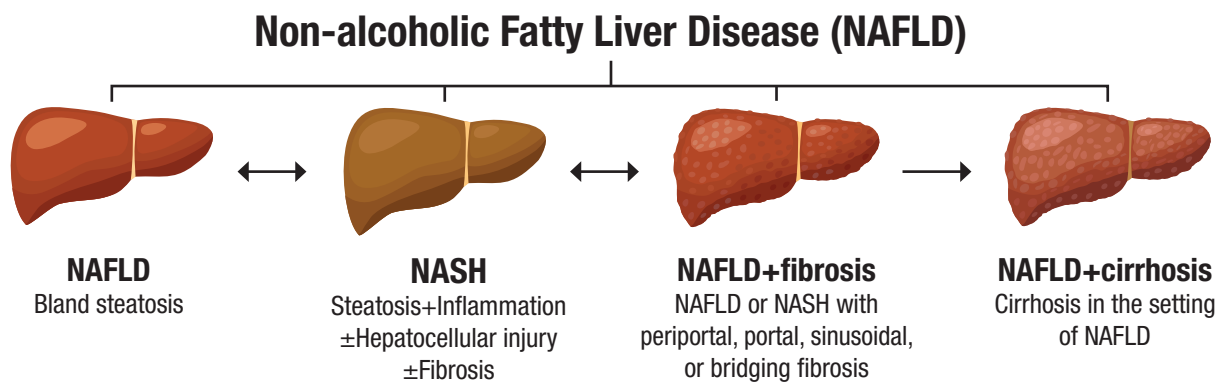 Non-alcoholic Fatty Liver Disease (NAFLD)
NAFLD
Bland steatosis
NASH
Steatosis+Inflammation
±Hepatocellular injury
±Fibrosis
NAFLD+fibrosis
NAFLD or NASH with
periportal, portal, sinusoidal,
or bridging fibrosis
NAFLD+cirrhosis
Cirrhosis in the setting
of NAFLD